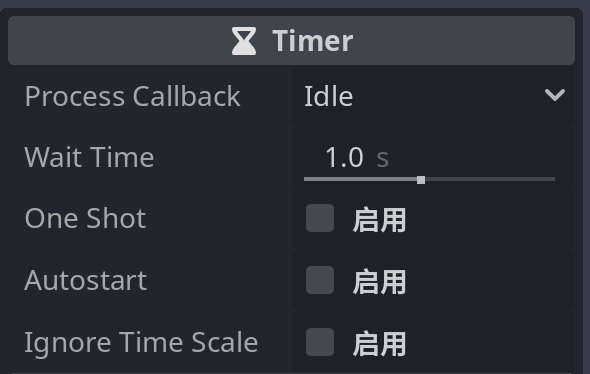 Timer
Process Callback Idle
Wait Time 1.0 s
One Shot 启用
Autostart 启用
Ignore Time Scale 启用